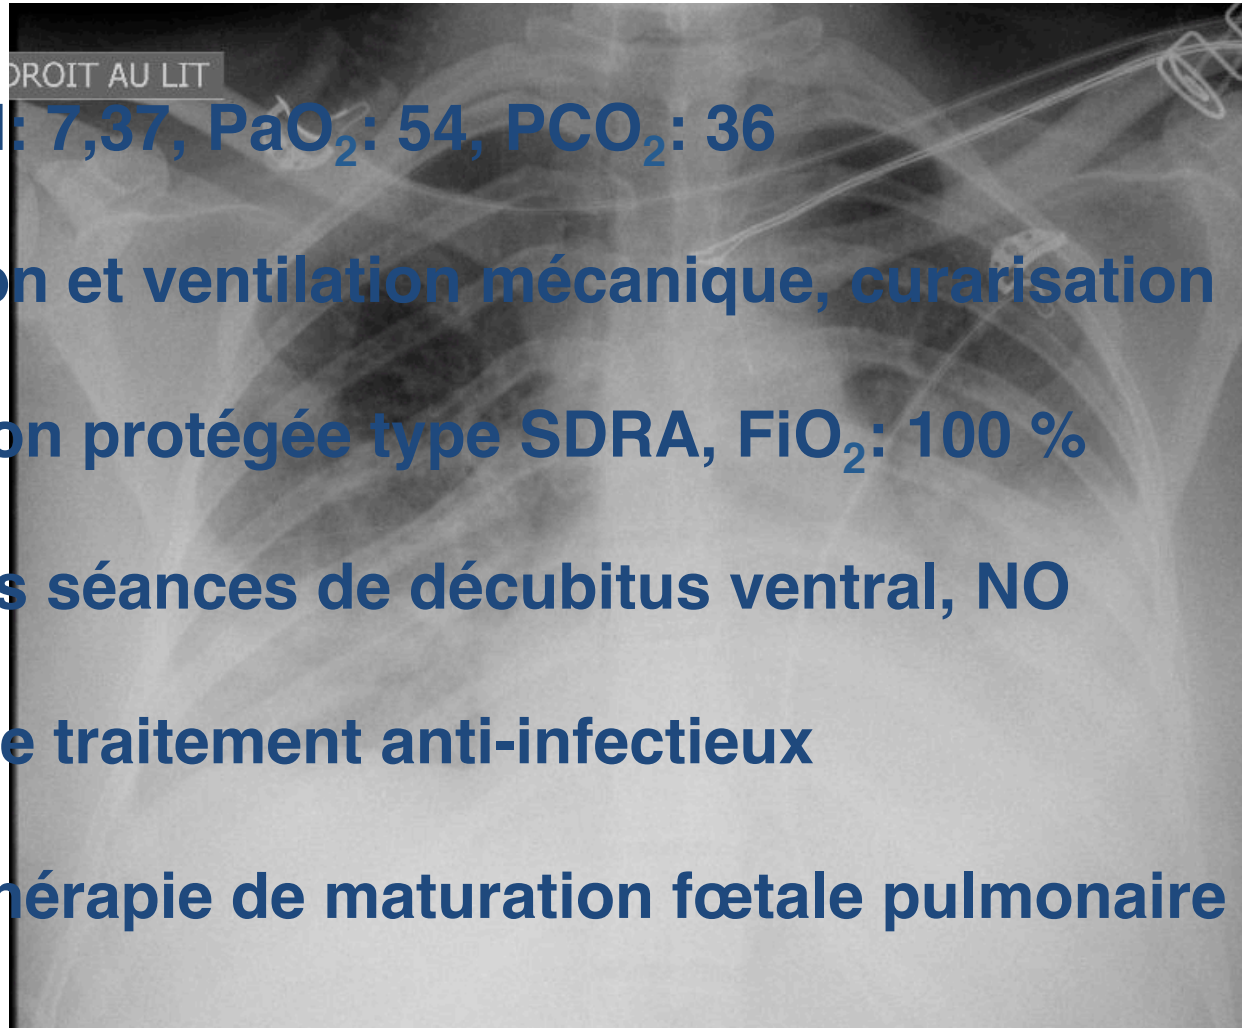 DROIT AU LIT
: 7,37, PaO₂: 54, PCO₂: 36
on et ventilation mécanique, curarisation
on protégée type SDRA, FiO₂: 100 %
s séances de décubitus ventral, NO
e traitement anti-infectieux
hérapie de maturation fœtale pulmonaire